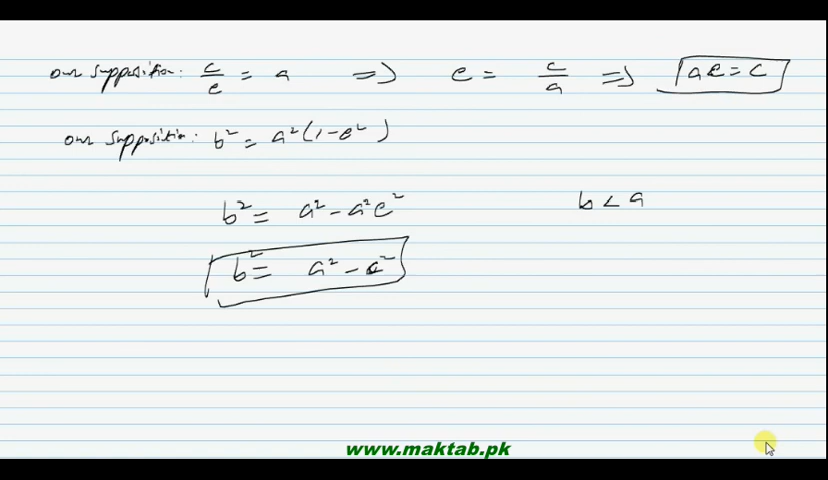 our supposition: c/e = a ⟹ e = c/a ⟹ ae = c
our supposition: b² = a²(1-e²)
b² = a² - a²e²
b < a
b² = a² - c²
www.maktab.pk